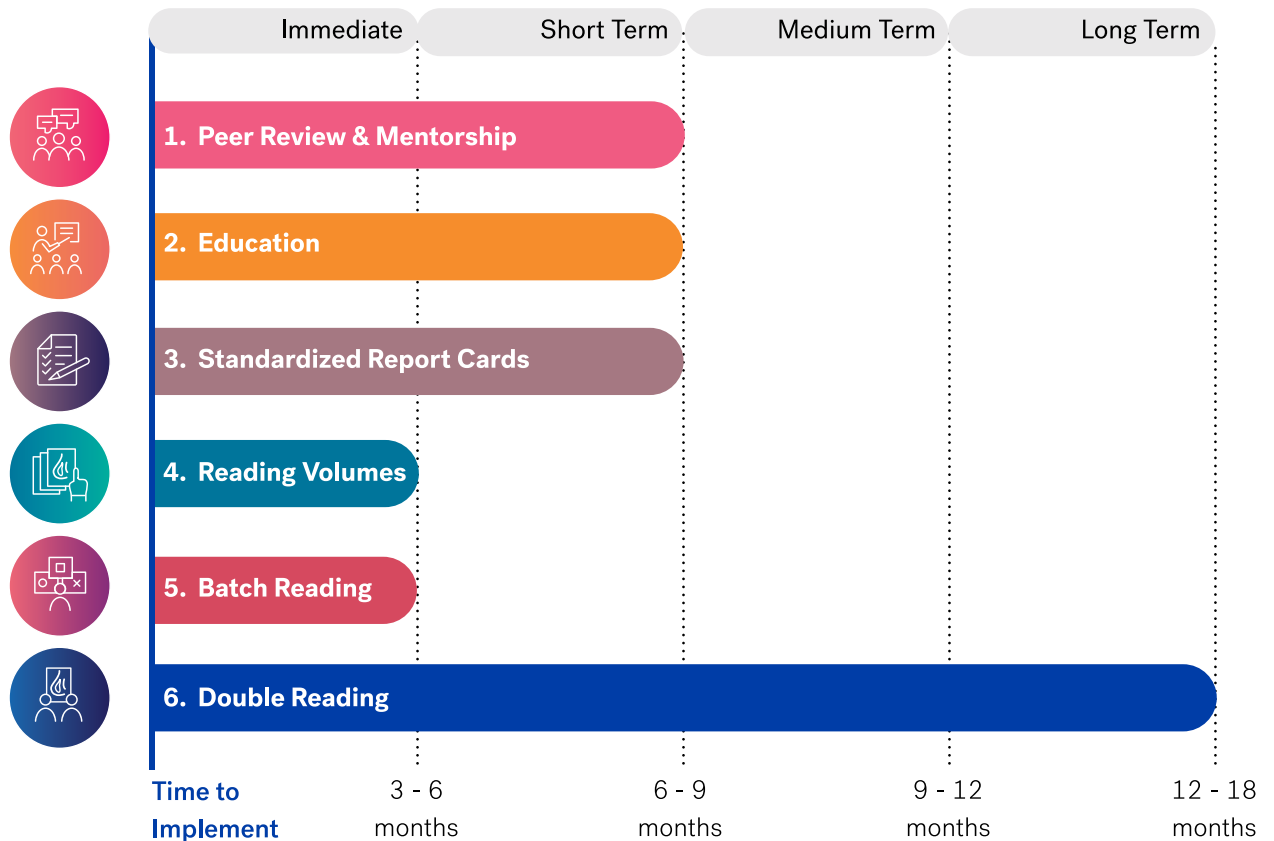 Immediate
Short Term
Medium Term
Long Term
1. Peer Review & Mentorship
2. Education
3. Standardized Report Cards
4. Reading Volumes
5. Batch Reading
6. Double Reading
Time to
Implement
3 - 6
months
6 - 9
months
9 - 12
months
12 - 18
months